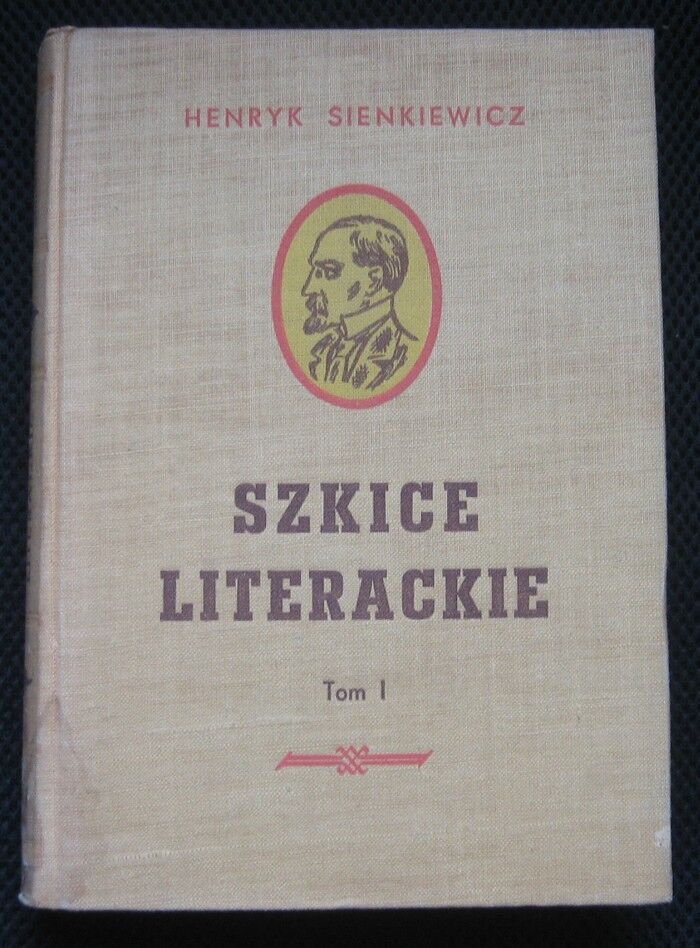 HENRYK SIENKIEWICZ
SZKICE
LITERACKIE
Tom I